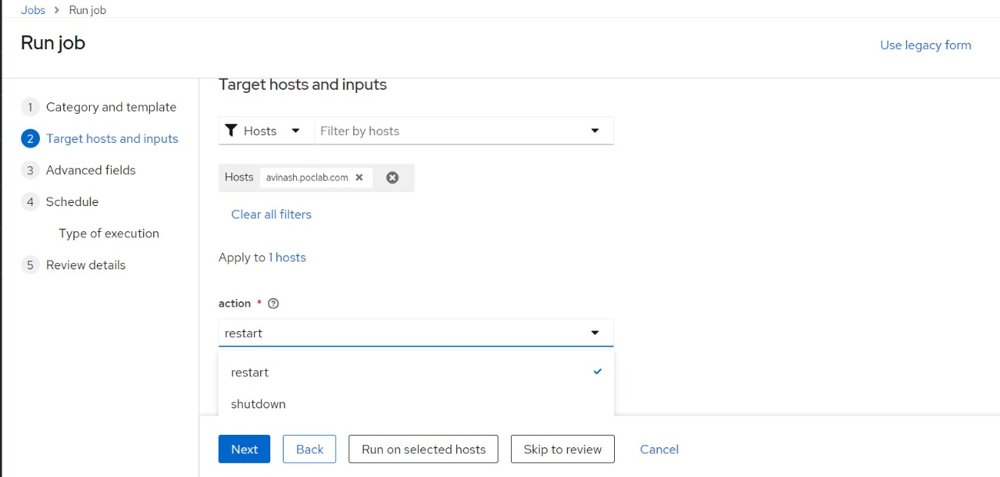 Jobs > Run job
Run job
Use legacy form
1 Category and template
2 Target hosts and inputs
3 Advanced fields
4 Schedule
Type of execution
5 Review details
Target hosts and inputs
Hosts Filter by hosts
Hosts avinash.poclab.com
Clear all filters
Apply to 1 hosts
action *
restart
restart
shutdown
Next Back Run on selected hosts Skip to review Cancel